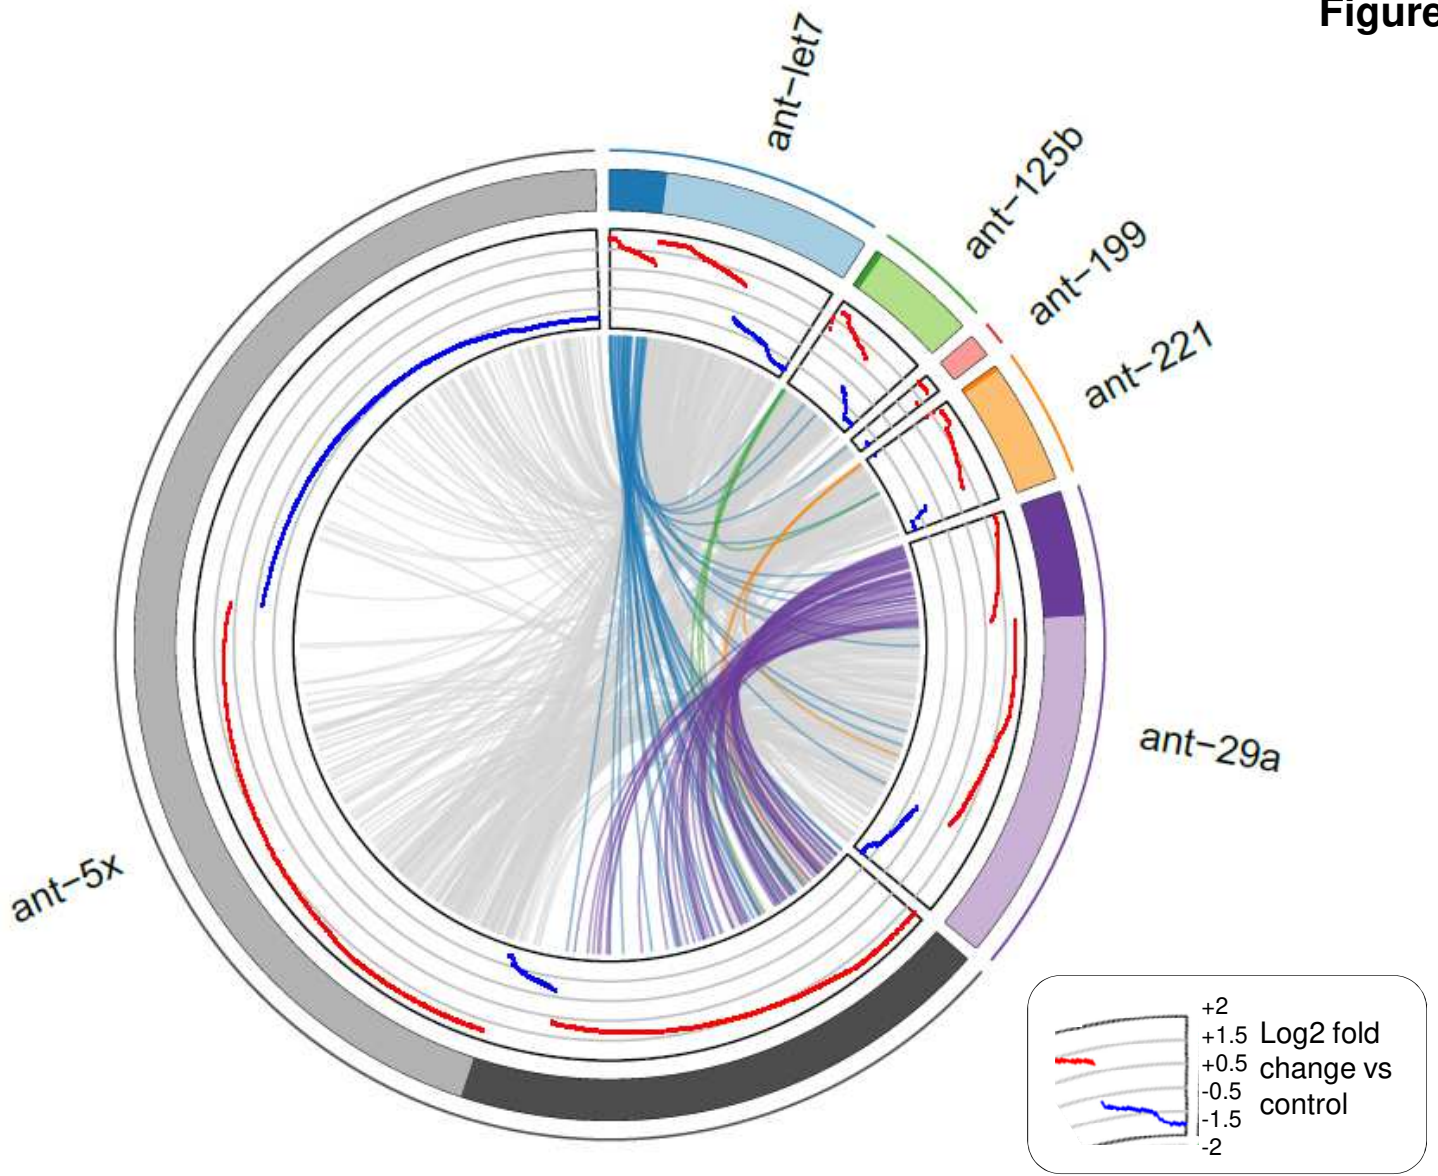 Figure
ant−let7
ant−125b
ant−199
ant−221
ant−29a
ant−5x
+2
+1.5
+0.5
-0.5
-1.5
-2
Log2 fold
change vs
control